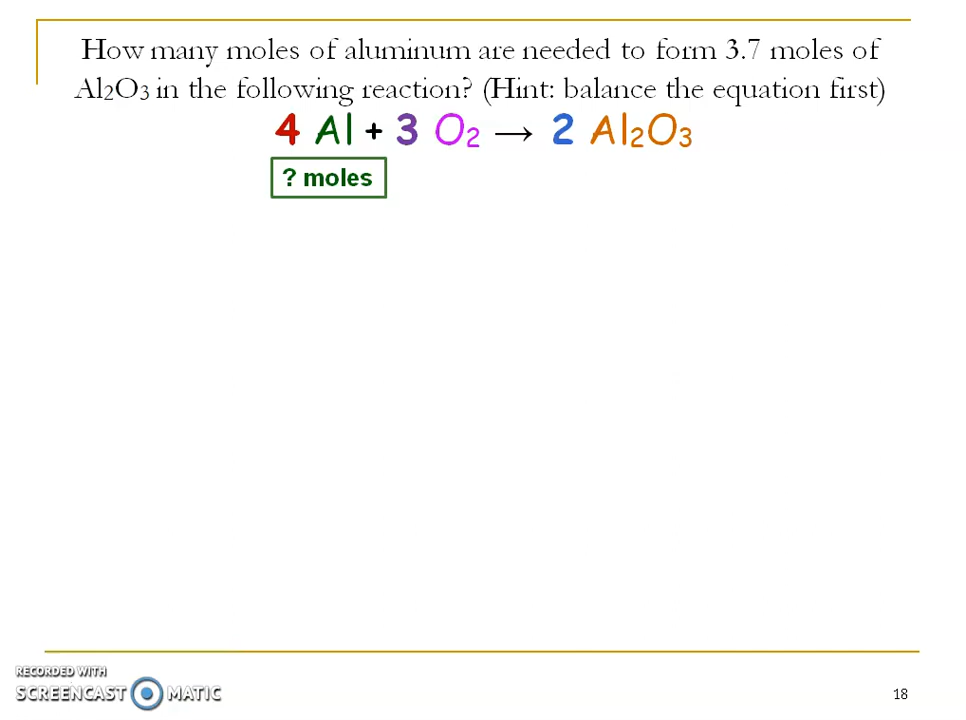 How many moles of aluminum are needed to form 3.7 moles of
Al2O3 in the following reaction? (Hint: balance the equation first)
4 Al + 3 O2 → 2 Al2O3
? moles
RECORDED WITH
SCREENCAST MATIC
18